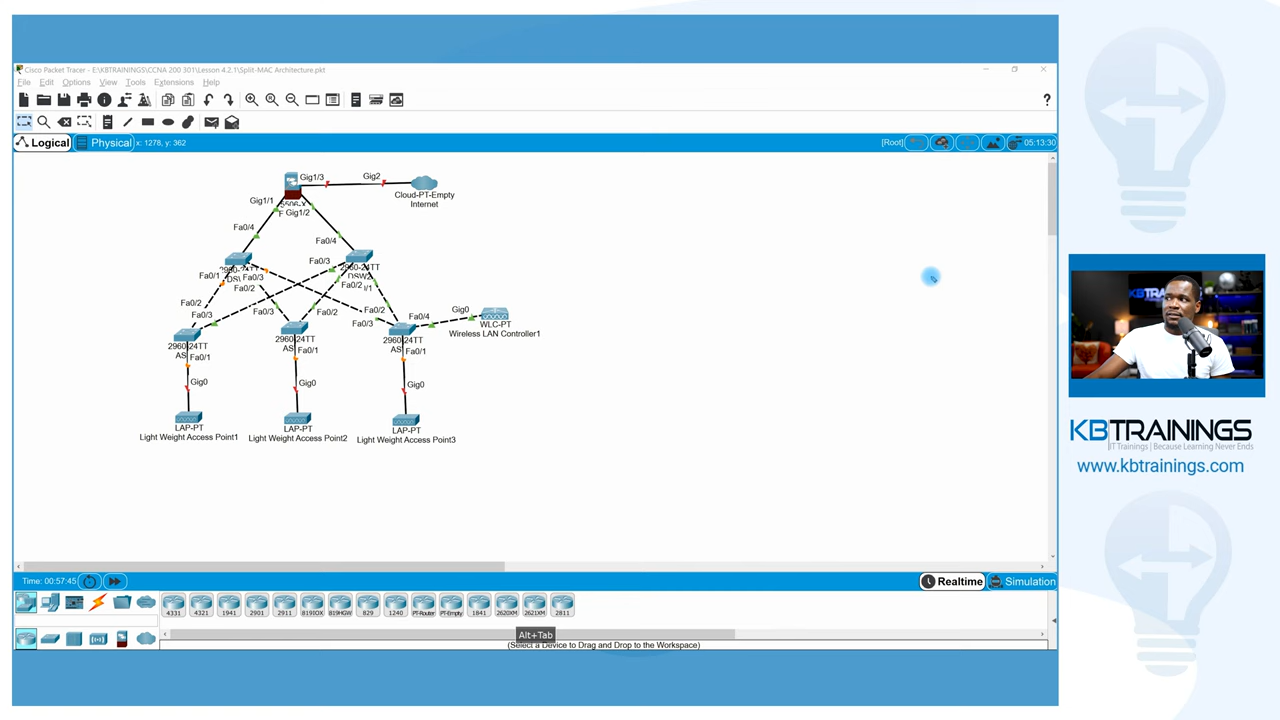 Cisco Packet Tracer - E:\KBTRAININGS\CCNA 200 301\Lesson 4.2.1\Split-MAC Architecture.pkt
File Edit Options View Tools Extensions Help
?
Logical Physical x: 1278, y: 362 [Root] 05:13:30
Gig1/3 Gig2
Cloud-PT-Empty
Internet
Gig1/1
5506-X
Gig1/2
Fa0/4
Fa0/4
Fa0/3
2960-24TT
DSW2
Fa0/1
Fa0/3
Fa0/2
Fa0/2
Fa0/2
Fa0/3
Fa0/3
Fa0/2
Fa0/2
Fa0/3
Fa0/4
Gig0
WLC-PT
Wireless LAN Controller1
2960-24TT
AS
Fa0/1
2960-24TT
AS
Fa0/1
2960-24TT
AS
Fa0/1
Gig0
Gig0
Gig0
LAP-PT
Light Weight Access Point1
LAP-PT
Light Weight Access Point2
LAP-PT
Light Weight Access Point3
KBTRAININGS
IT Trainings | Because Learning Never Ends
www.kbtrainings.com
Time: 00:57:45 Realtime Simulation
4331 4321 1941 2901 2911 819IOX 819HGW 829 1240 PT-Router PT-Empty 1841 2620XM 2621XM 2811
Alt+Tab
(Select a Device to Drag and Drop to the Workspace)